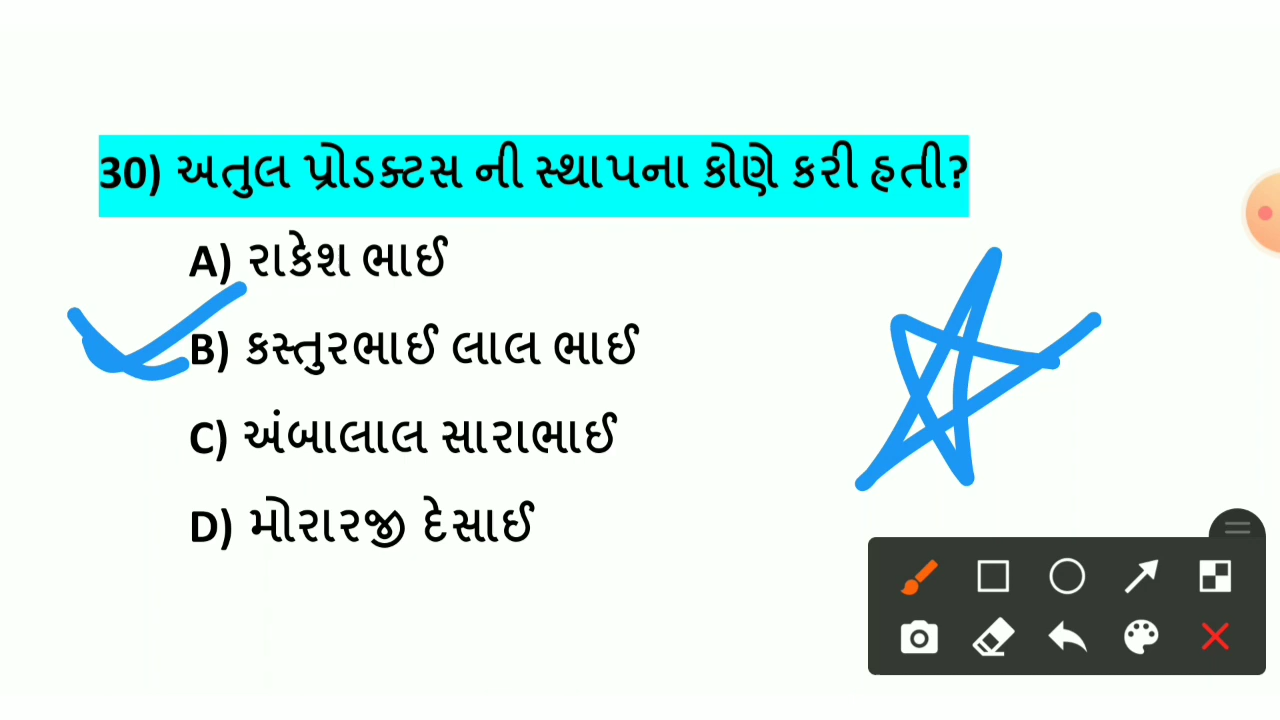 30) અતુલ પ્રોડક્ટસ ની સ્થાપના કોણે કરી હતી?
A) રાકેશ ભાઈ
B) કસ્તુરભાઈ લાલ ભાઈ
C) અંબાલાલ સારાભાઈ
D) મોરારજી દેસાઈ